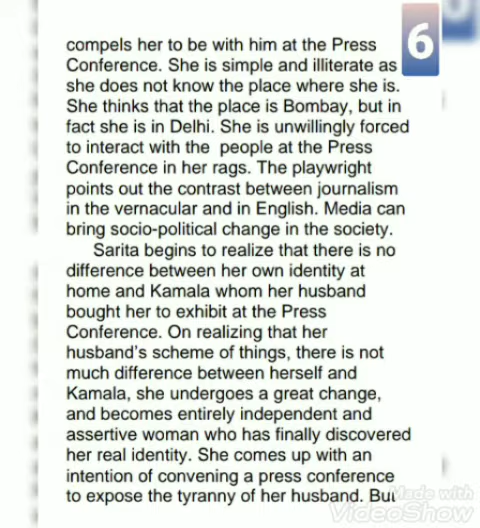 6
compels her to be with him at the Press
Conference. She is simple and illiterate as
she does not know the place where she is.
She thinks that the place is Bombay, but in
fact she is in Delhi. She is unwillingly forced
to interact with the people at the Press
Conference in her rags. The playwright
points out the contrast between journalism
in the vernacular and in English. Media can
bring socio-political change in the society.
Sarita begins to realize that there is no
difference between her own identity at
home and Kamala whom her husband
bought her to exhibit at the Press
Conference. On realizing that her
husband's scheme of things, there is not
much difference between herself and
Kamala, she undergoes a great change,
and becomes entirely independent and
assertive woman who has finally discovered
her real identity. She comes up with an
intention of convening a press conference
to expose the tyranny of her husband. But
Made with
VideoShow